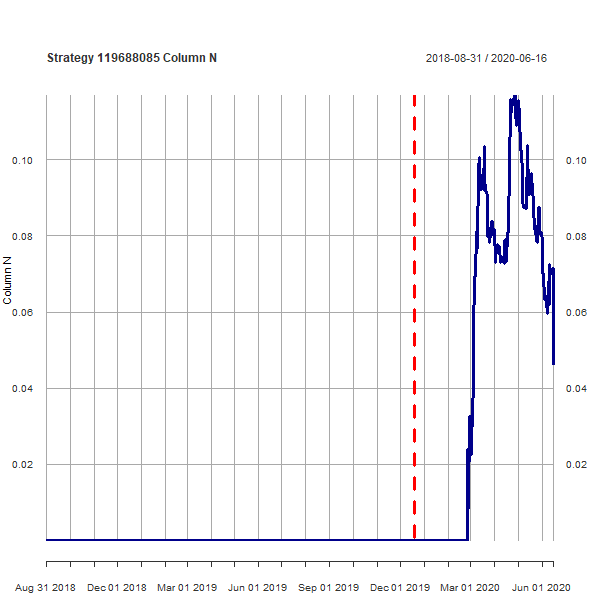 Strategy 119688085 Column N
2018-08-31 / 2020-06-16
0.10
0.10
0.08
0.08
Column N
0.06
0.06
0.04
0.04
0.02
0.02
Aug 31 2018
Dec 01 2018
Mar 01 2019
Jun 01 2019
Sep 01 2019
Dec 01 2019
Mar 01 2020
Jun 01 2020